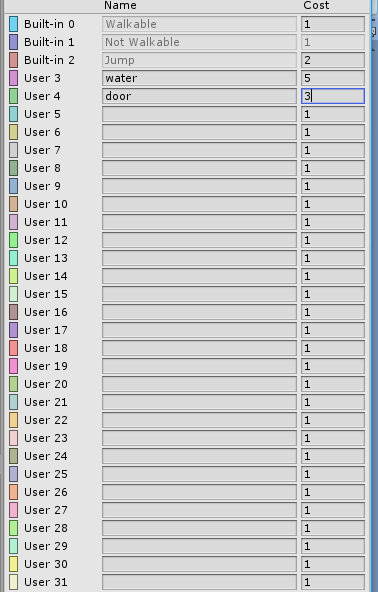 Name Cost
Built-in 0 Walkable 1
Built-in 1 Not Walkable 1
Built-in 2 Jump 2
User 3 water 5
User 4 door 3
User 5 1
User 6 1
User 7 1
User 8 1
User 9 1
User 10 1
User 11 1
User 12 1
User 13 1
User 14 1
User 15 1
User 16 1
User 17 1
User 18 1
User 19 1
User 20 1
User 21 1
User 22 1
User 23 1
User 24 1
User 25 1
User 26 1
User 27 1
User 28 1
User 29 1
User 30 1
User 31 1